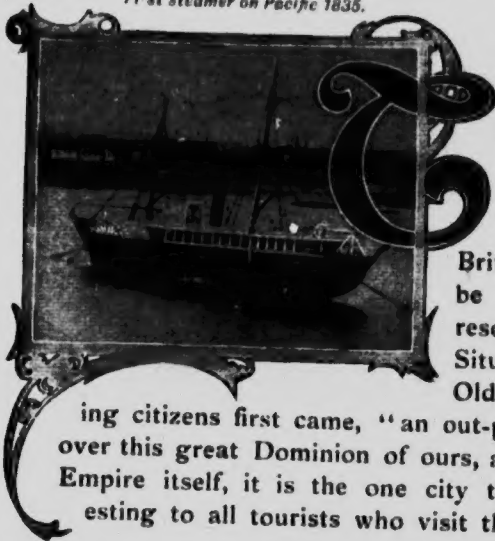 First steamer on Pacific 1835.
T
Brit
be
rese
Situ
Old
ing citizens first came, "an out-p
over this great Dominion of ours, a
Empire itself, it is the one city t
esting to all tourists who visit th